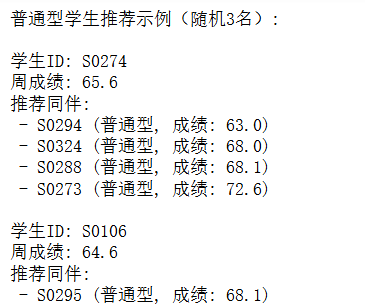 普通型学生推荐示例（随机3名）:
学生ID: S0274
周成绩: 65.6
推荐同伴:
- S0294 (普通型, 成绩: 63.0)
- S0324 (普通型, 成绩: 68.0)
- S0288 (普通型, 成绩: 68.1)
- S0273 (普通型, 成绩: 72.6)
学生ID: S0106
周成绩: 64.6
推荐同伴:
- S0295 (普通型, 成绩: 68.1)